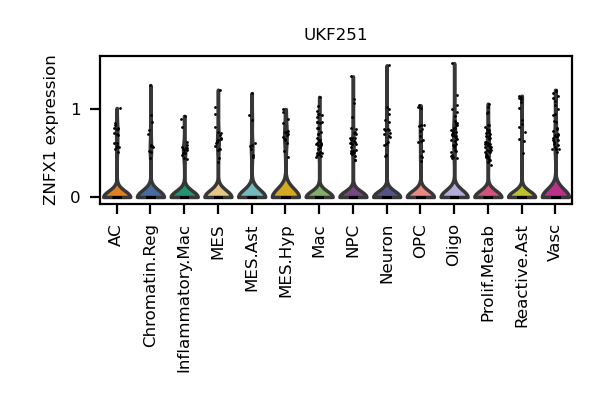 UKF251
ZNFX1 expression
1
0
AC
Chromatin.Reg
Inflammatory.Mac
MES
MES.Ast
MES.Hyp
Mac
NPC
Neuron
OPC
Oligo
Prolif.Metab
Reactive.Ast
Vasc